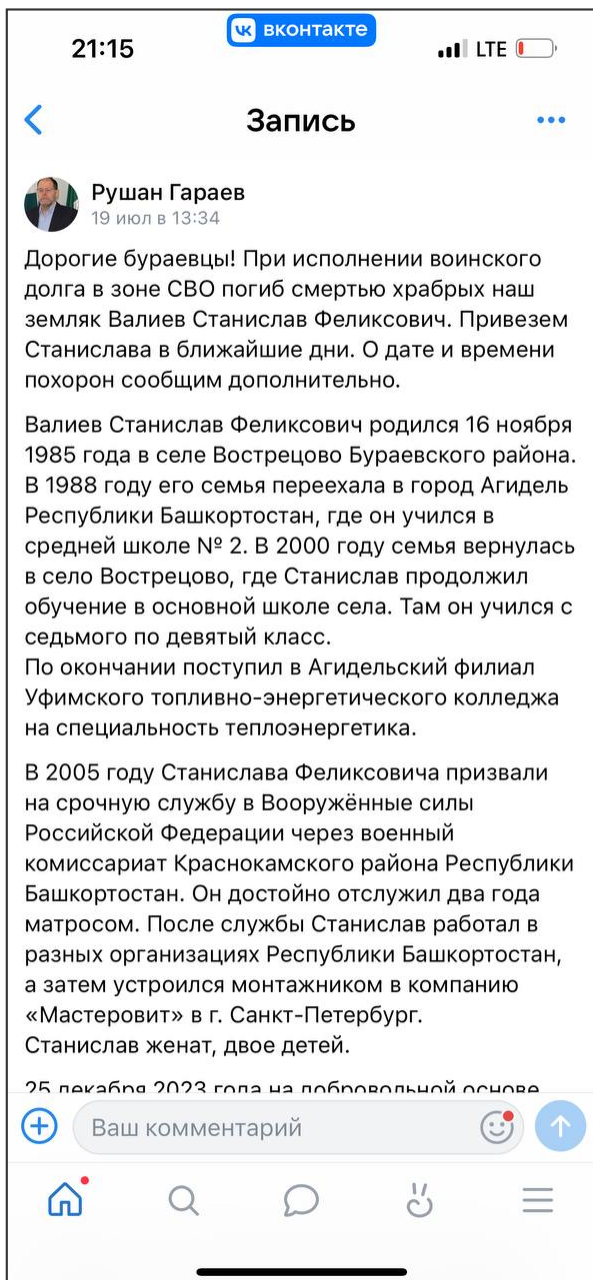 вконтакте
21:15
LTE
Запись
Рушан Гараев
19 июл в 13:34
Дорогие бураевцы! При исполнении воинского
долга в зоне СВО погиб смертью храбрых наш
земляк Валиев Станислав Феликсович. Привезем
Станислава в ближайшие дни. О дате и времени
похорон сообщим дополнительно.
Валиев Станислав Феликсович родился 16 ноября
1985 года в селе Вострецово Бураевского района.
В 1988 году его семья переехала в город Агидель
Республики Башкортостан, где он учился в
средней школе № 2. В 2000 году семья вернулась
в село Вострецово, где Станислав продолжил
обучение в основной школе села. Там он учился с
седьмого по девятый класс.
По окончании поступил в Агидельский филиал
Уфимского топливно-энергетического колледжа
на специальность теплоэнергетика.
В 2005 году Станислава Феликсовича призвали
на срочную службу в Вооружённые силы
Российской Федерации через военный
комиссариат Краснокамского района Республики
Башкортостан. Он достойно отслужил два года
матросом. После службы Станислав работал в
разных организациях Республики Башкортостан,
а затем устроился монтажником в компанию
«Мастеровит» в г. Санкт-Петербург.
Станислав женат, двое детей.
25 декабря 2023 года на добровольной основе
Ваш комментарий